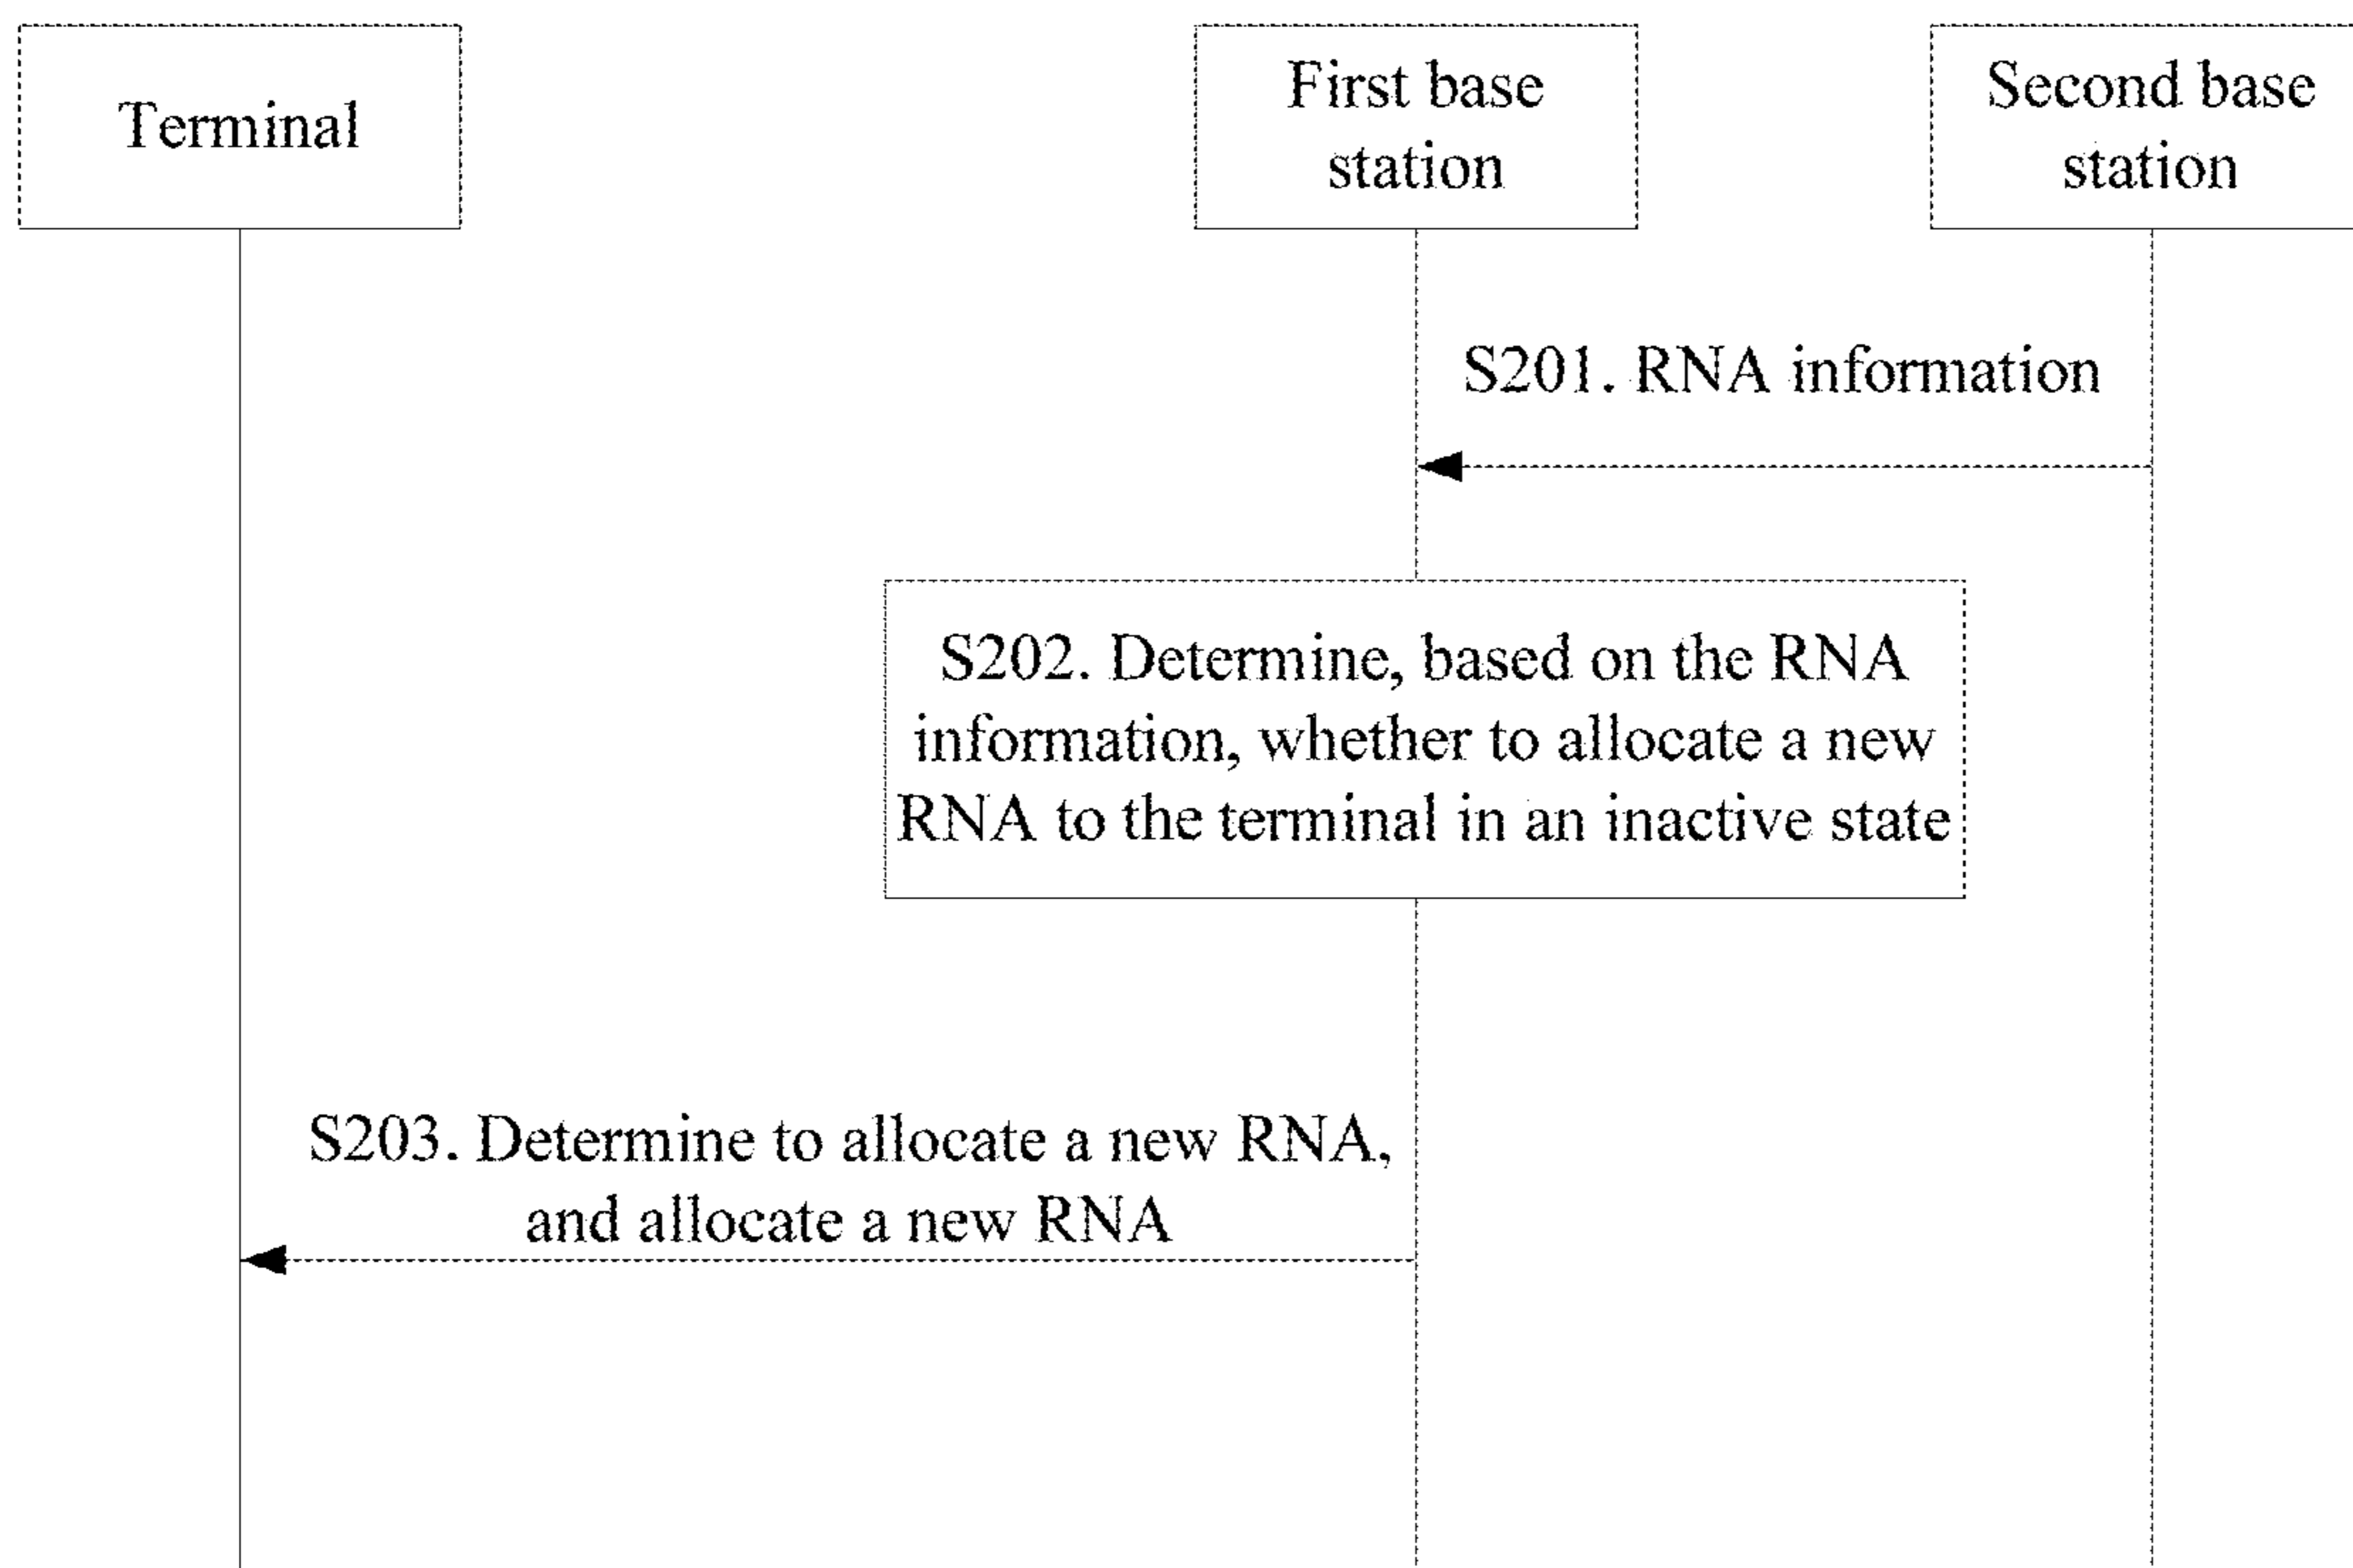 Terminal
First base
station
Second base
station
S201. RNA information
S202. Determine, based on the RNA
information, whether to allocate a new
RNA to the terminal in an inactive state
S203. Determine to allocate a new RNA,
and allocate a new RNA